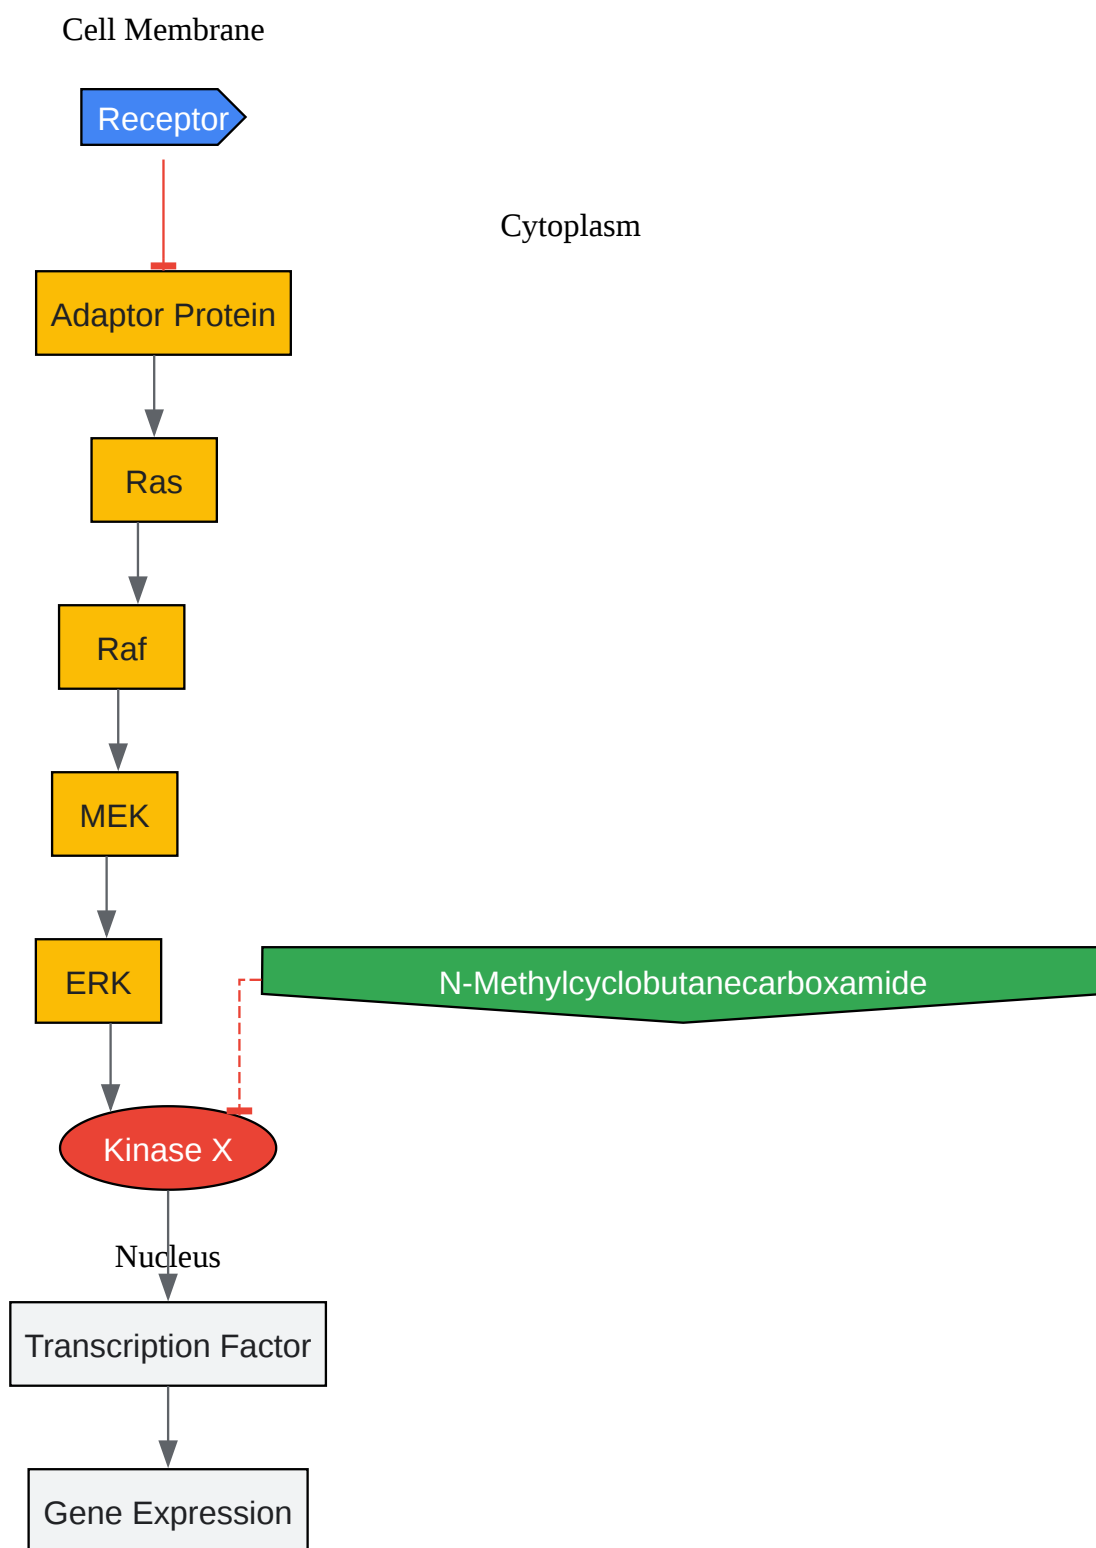 Cell Membrane
Receptor
Cytoplasm
Adaptor Protein
Ras
Raf
MEK
ERK
N-Methylcyclobutanecarboxamide
Kinase X
Nucleus
Transcription Factor
Gene Expression